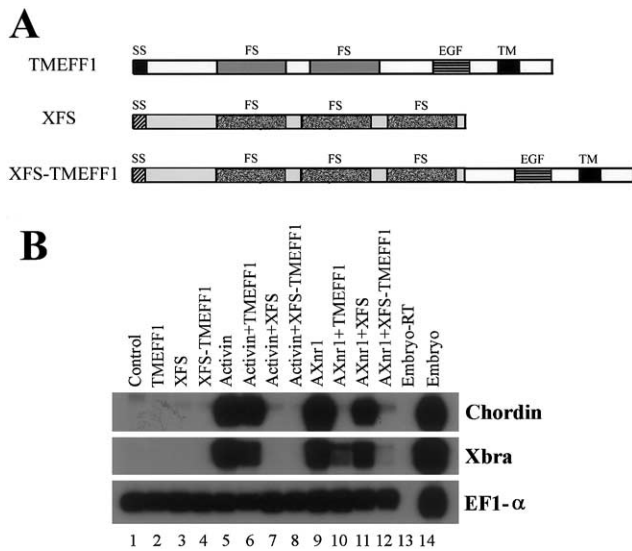 A
SS FS FS EGF TM
TMEFF1
SS FS FS FS
XFS
SS FS FS FS EGF TM
XFS-TMEFF1
B
Control
TMEFF1
XFS
XFS-TMEFF1
Activin
Activin+TMEFF1
Activin+XFS
Activin+XFS-TMEFF1
AXnr1
AXnr1+TMEFF1
AXnr1+XFS
AXnr1+XFS-TMEFF1
Embryo-RT
Embryo
Chordin
Xbra
EF1-α
1 2 3 4 5 6 7 8 9 10 11 12 13 14